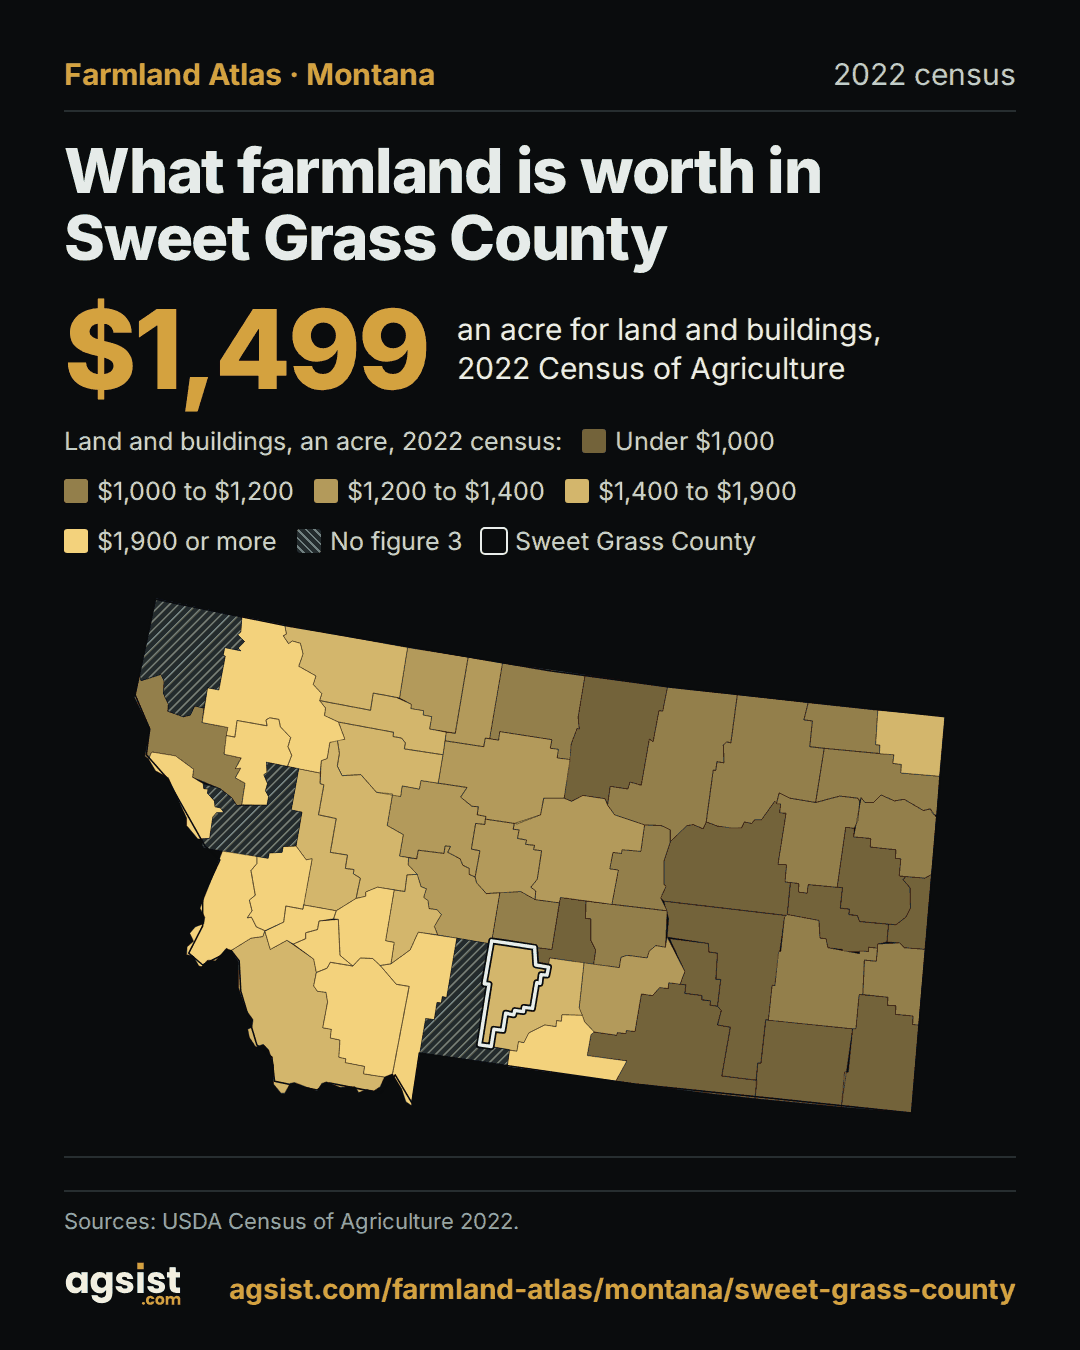 Farmland Atlas · Montana
2022 census
What farmland is worth in
Sweet Grass County
$1,499
an acre for land and buildings,
2022 Census of Agriculture
Land and buildings, an acre, 2022 census:
Under $1,000
$1,000 to $1,200
$1,200 to $1,400
$1,400 to $1,900
$1,900 or more
No figure 3
Sweet Grass County
Sources: USDA Census of Agriculture 2022.
agsist
.com
agsist.com/farmland-atlas/montana/sweet-grass-county